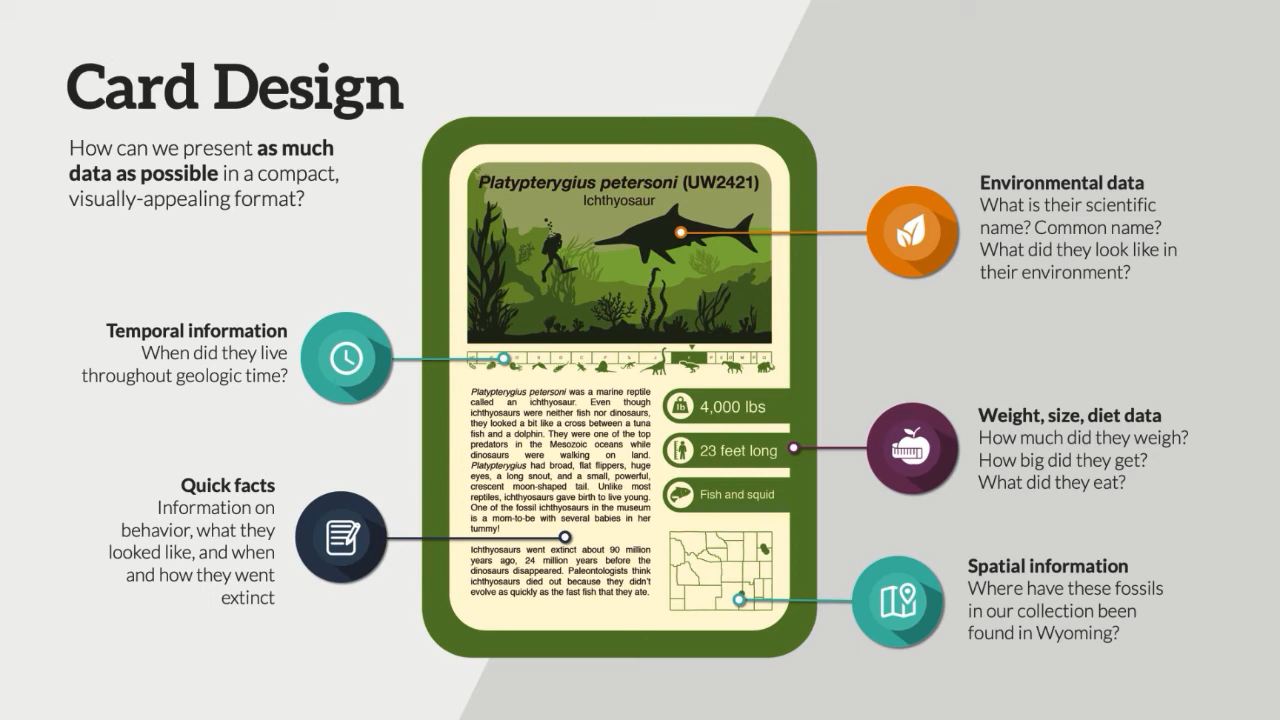 Card Design
How can we present as much
data as possible in a compact,
visually-appealing format?
Platypterygius petersoni (UW2421)
Ichthyosaur
Environmental data
What is their scientific
name? Common name?
What did they look like in
their environment?
Temporal information
When did they live
throughout geologic time?
Platypterygius petersoni was a marine reptile
called an ichthyosaur. Even though
ichthyosaurs were neither fish nor dinosaurs,
they looked a bit like a cross between a tuna
fish and a dolphin. They were one of the top
predators in the Mesozoic oceans while
dinosaurs were walking on land.
Platypterygius had broad, flat flippers, huge
eyes, a long snout, and a small, powerful,
crescent moon-shaped tail. Unlike most
reptiles, ichthyosaurs gave birth to live young.
One of the fossil ichthyosaurs in the museum
is a mom-to-be with several babies in her
tummy!
Ichthyosaurs went extinct about 90 million
years ago, 24 million years before the
dinosaurs disappeared. Paleontologists think
ichthyosaurs died out because they didn't
evolve as quickly as the fast fish that they ate.
lb
4,000 lbs
23 feet long
Fish and squid
Weight, size, diet data
How much did they weigh?
How big did they get?
What did they eat?
Quick facts
Information on
behavior, what they
looked like, and when
and how they went
extinct
Spatial information
Where have these fossils
in our collection been
found in Wyoming?